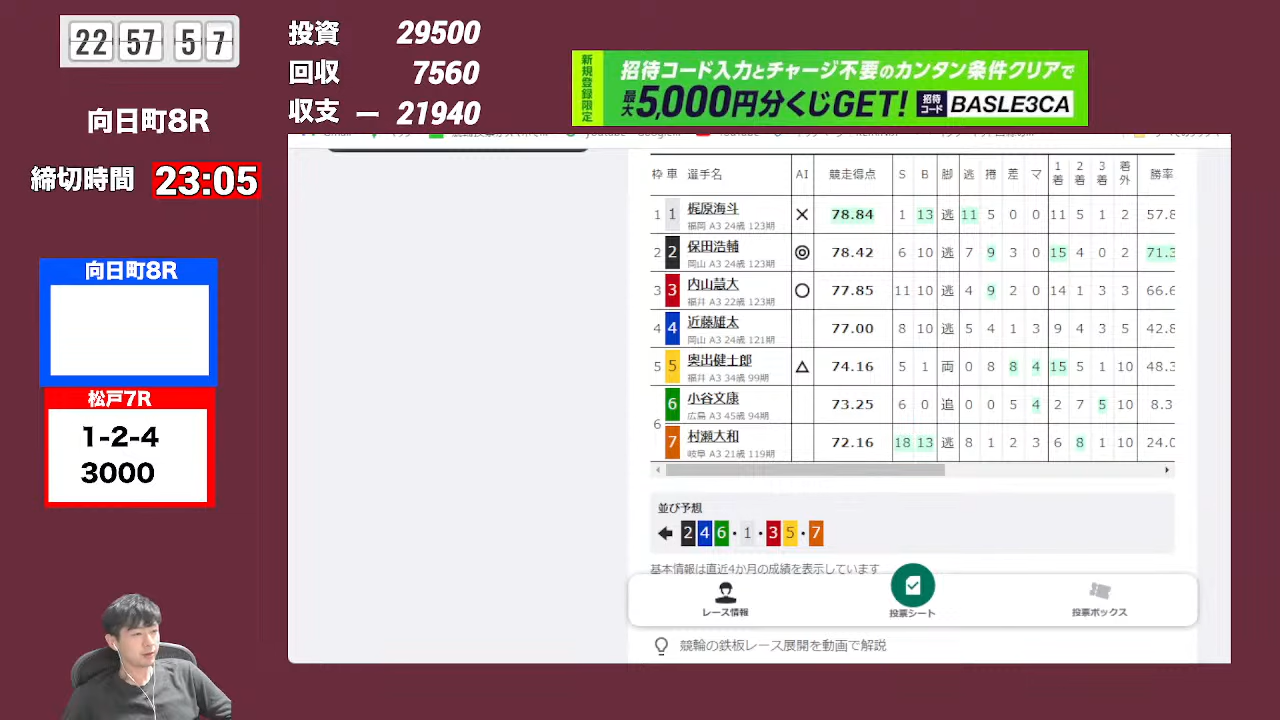 22 57 57
投資 29500
回収 7560
収支 － 21940
新規登録限定
招待コード入力とチャージ不要のカンタン条件クリアで
最大5,000円分くじGET! 招待コード BASLE3CA
向日町8R
締切時間 23:05
向日町8R
松戸7R
1-2-4
3000
枠 車 選手名 AI 競走得点 S B 脚 逃 捲 差 マ 1着 2着 3着 着外 勝率
1 1 梶原海斗 × 78.84 1 13 逃 11 5 0 0 11 5 1 2 57.8
福岡 A3 24歳 123期
2 2 保田浩輔 ◎ 78.42 6 10 逃 7 9 3 0 15 4 0 2 71.3
岡山 A3 24歳 123期
3 3 内山慧大 ○ 77.85 11 10 逃 4 9 2 0 14 1 3 3 66.6
福井 A3 22歳 123期
4 4 近藤雄太 77.00 8 10 逃 5 4 1 3 9 4 3 5 42.8
岡山 A3 24歳 121期
5 5 奥出健士郎 △ 74.16 5 1 両 0 8 8 4 15 5 1 10 48.3
福井 A3 34歳 99期
6 6 小谷文康 73.25 6 0 追 0 0 5 4 2 7 5 10 8.3
広島 A3 45歳 94期
7 村瀬大和 72.16 18 13 逃 8 1 2 3 6 8 1 10 24.0
岐阜 A3 21歳 119期
並び予想
2 4 6 ・ 1 ・ 3 5 ・ 7
基本情報は直近4か月の成績を表示しています
レース情報 投票シート 投票ボックス
競輪の鉄板レース展開を動画で解説